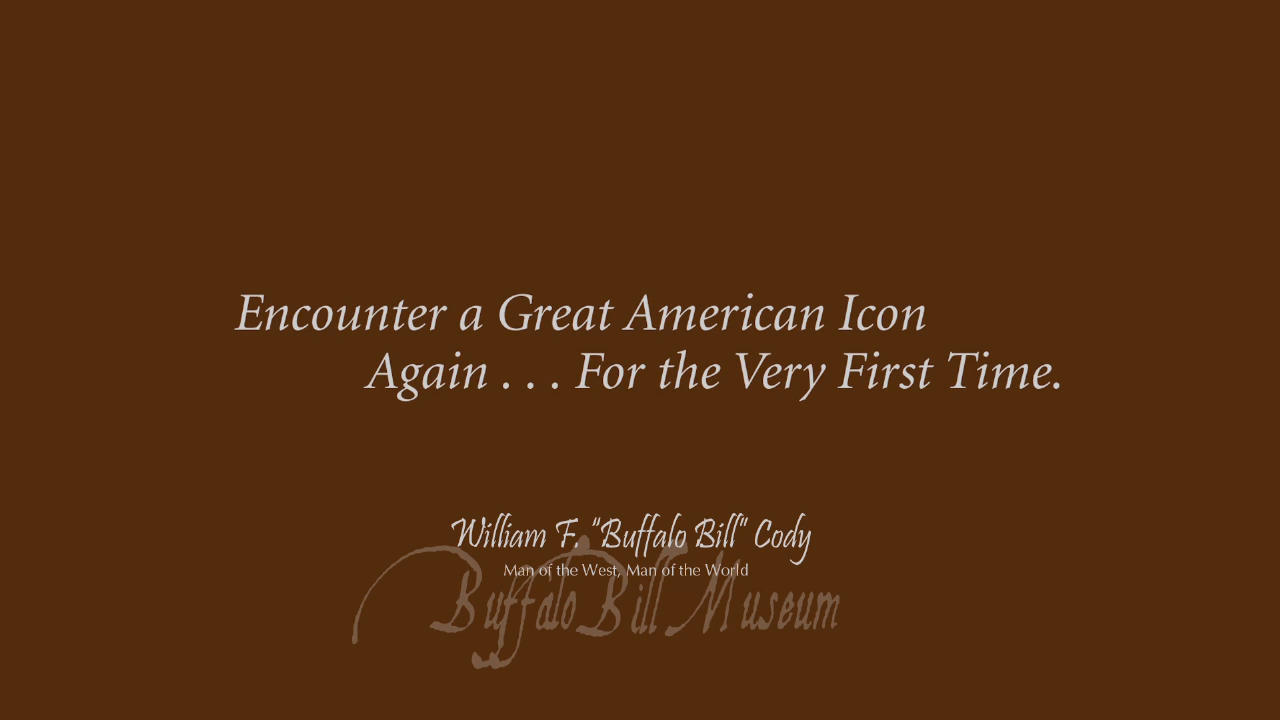 Encounter a Great American Icon
Again . . . For the Very First Time.
William F. "Buffalo Bill" Cody
Man of the West, Man of the World
Buffalo Bill Museum